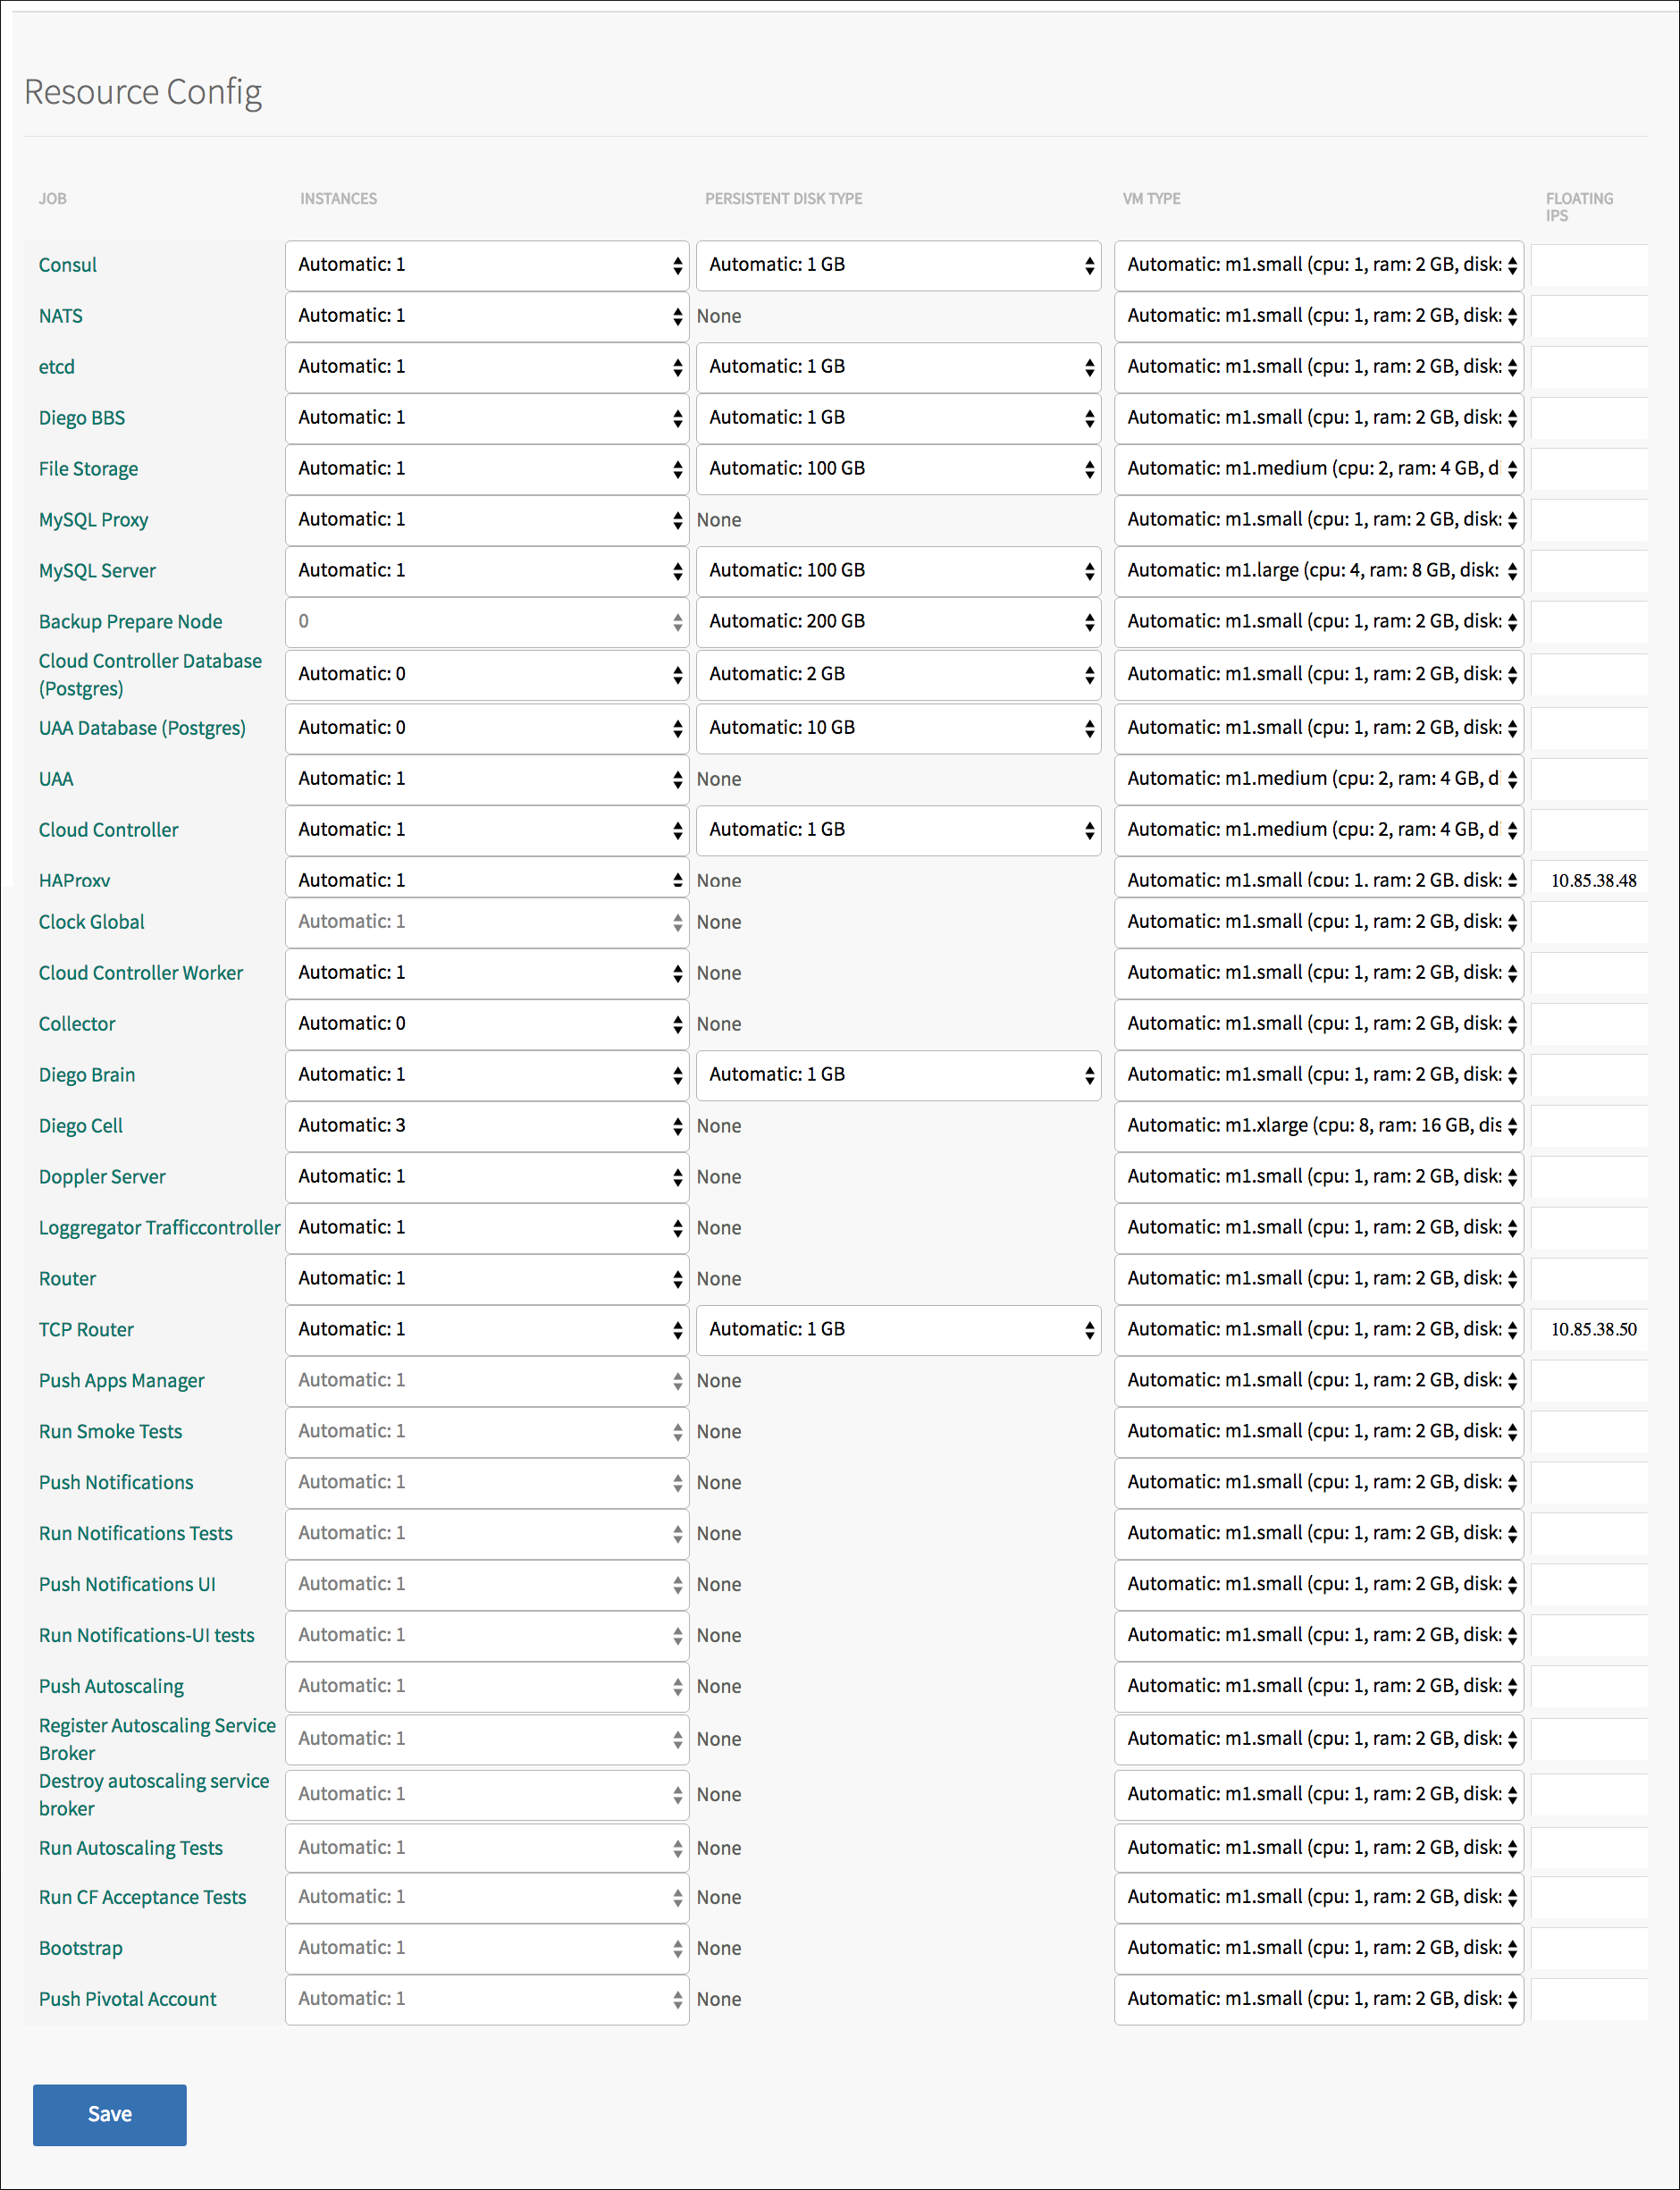 Resource Config
JOB INSTANCES PERSISTENT DISK TYPE VM TYPE FLOATING
IPS
Consul Automatic: 1 Automatic: 1 GB Automatic: m1.small (cpu: 1, ram: 2 GB, disk:
NATS Automatic: 1 None Automatic: m1.small (cpu: 1, ram: 2 GB, disk:
etcd Automatic: 1 Automatic: 1 GB Automatic: m1.small (cpu: 1, ram: 2 GB, disk:
Diego BBS Automatic: 1 Automatic: 1 GB Automatic: m1.small (cpu: 1, ram: 2 GB, disk:
File Storage Automatic: 1 Automatic: 100 GB Automatic: m1.medium (cpu: 2, ram: 4 GB, d
MySQL Proxy Automatic: 1 None Automatic: m1.small (cpu: 1, ram: 2 GB, disk:
MySQL Server Automatic: 1 Automatic: 100 GB Automatic: m1.large (cpu: 4, ram: 8 GB, disk:
Backup Prepare Node 0 Automatic: 200 GB Automatic: m1.small (cpu: 1, ram: 2 GB, disk:
Cloud Controller Database
(Postgres) Automatic: 0 Automatic: 2 GB Automatic: m1.small (cpu: 1, ram: 2 GB, disk:
UAA Database (Postgres) Automatic: 0 Automatic: 10 GB Automatic: m1.small (cpu: 1, ram: 2 GB, disk:
UAA Automatic: 1 None Automatic: m1.medium (cpu: 2, ram: 4 GB, d
Cloud Controller Automatic: 1 Automatic: 1 GB Automatic: m1.medium (cpu: 2, ram: 4 GB, d
HAProxy Automatic: 1 None Automatic: m1.small (cpu: 1, ram: 2 GB, disk: 10.85.38.48
Clock Global Automatic: 1 None Automatic: m1.small (cpu: 1, ram: 2 GB, disk:
Cloud Controller Worker Automatic: 1 None Automatic: m1.small (cpu: 1, ram: 2 GB, disk:
Collector Automatic: 0 None Automatic: m1.small (cpu: 1, ram: 2 GB, disk:
Diego Brain Automatic: 1 Automatic: 1 GB Automatic: m1.small (cpu: 1, ram: 2 GB, disk:
Diego Cell Automatic: 3 None Automatic: m1.xlarge (cpu: 8, ram: 16 GB, dis
Doppler Server Automatic: 1 None Automatic: m1.small (cpu: 1, ram: 2 GB, disk:
Loggregator Trafficcontroller Automatic: 1 None Automatic: m1.small (cpu: 1, ram: 2 GB, disk:
Router Automatic: 1 None Automatic: m1.small (cpu: 1, ram: 2 GB, disk:
TCP Router Automatic: 1 Automatic: 1 GB Automatic: m1.small (cpu: 1, ram: 2 GB, disk: 10.85.38.50
Push Apps Manager Automatic: 1 None Automatic: m1.small (cpu: 1, ram: 2 GB, disk:
Run Smoke Tests Automatic: 1 None Automatic: m1.small (cpu: 1, ram: 2 GB, disk:
Push Notifications Automatic: 1 None Automatic: m1.small (cpu: 1, ram: 2 GB, disk:
Run Notifications Tests Automatic: 1 None Automatic: m1.small (cpu: 1, ram: 2 GB, disk:
Push Notifications UI Automatic: 1 None Automatic: m1.small (cpu: 1, ram: 2 GB, disk:
Run Notifications-UI tests Automatic: 1 None Automatic: m1.small (cpu: 1, ram: 2 GB, disk:
Push Autoscaling Automatic: 1 None Automatic: m1.small (cpu: 1, ram: 2 GB, disk:
Register Autoscaling Service
Broker Automatic: 1 None Automatic: m1.small (cpu: 1, ram: 2 GB, disk:
Destroy autoscaling service
broker Automatic: 1 None Automatic: m1.small (cpu: 1, ram: 2 GB, disk:
Run Autoscaling Tests Automatic: 1 None Automatic: m1.small (cpu: 1, ram: 2 GB, disk:
Run CF Acceptance Tests Automatic: 1 None Automatic: m1.small (cpu: 1, ram: 2 GB, disk:
Bootstrap Automatic: 1 None Automatic: m1.small (cpu: 1, ram: 2 GB, disk:
Push Pivotal Account Automatic: 1 None Automatic: m1.small (cpu: 1, ram: 2 GB, disk:
Save